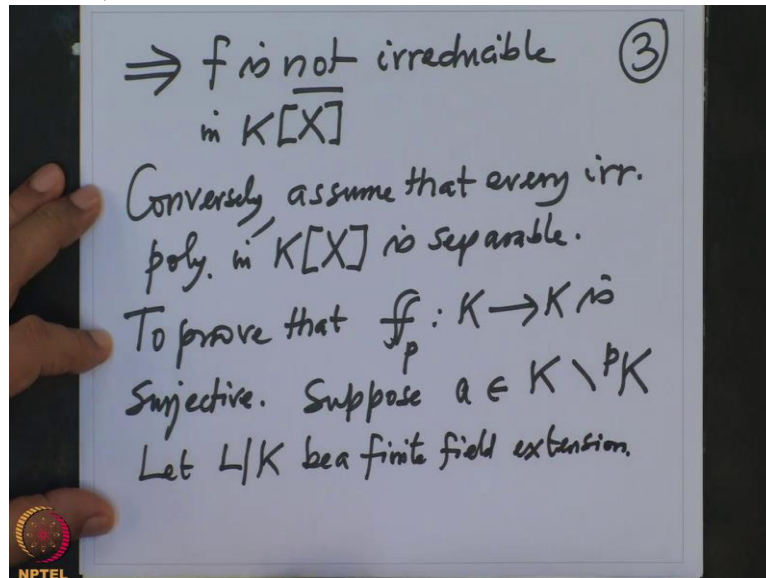 ⇒ f is not irreducible ③
in K[X]
Conversely, assume that every irr.
poly. in K[X] is separable.
To prove that f_p : K → K is
surjective. Suppose a ∈ K \ ᵖK
Let L|K be a finite field extension.
NPTEL